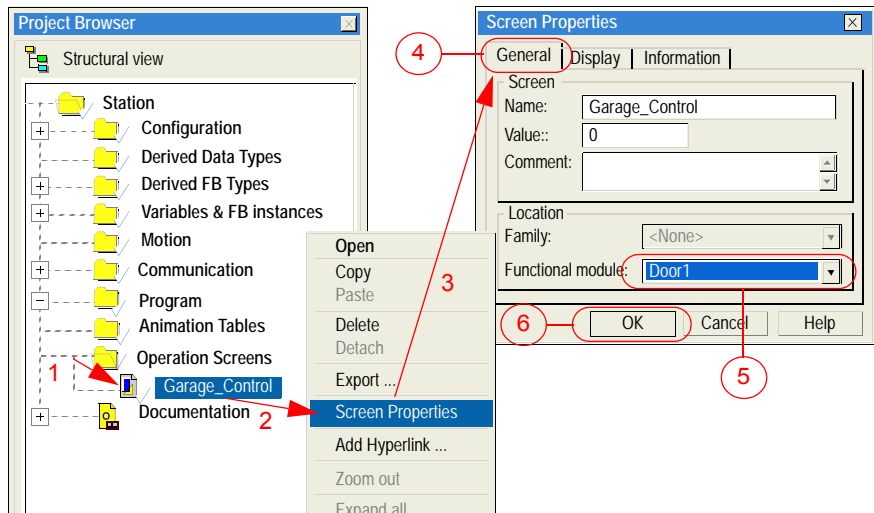 Project Browser
Structural view
Station
Configuration
Derived Data Types
Derived FB Types
Variables & FB instances
Motion
Communication
Program
Animation Tables
Operation Screens
1
Garage_Control
2
Documentation
Open
Copy
Paste
Delete
Detach
Export ...
Screen Properties
Add Hyperlink ...
Zoom out
Expand all
3
4
Screen Properties
General
Display
Information
Screen
Name: Garage_Control
Value:: 0
Comment:
Location
Family: <None>
Functional module: Door1
6
OK
Cancel
Help
5